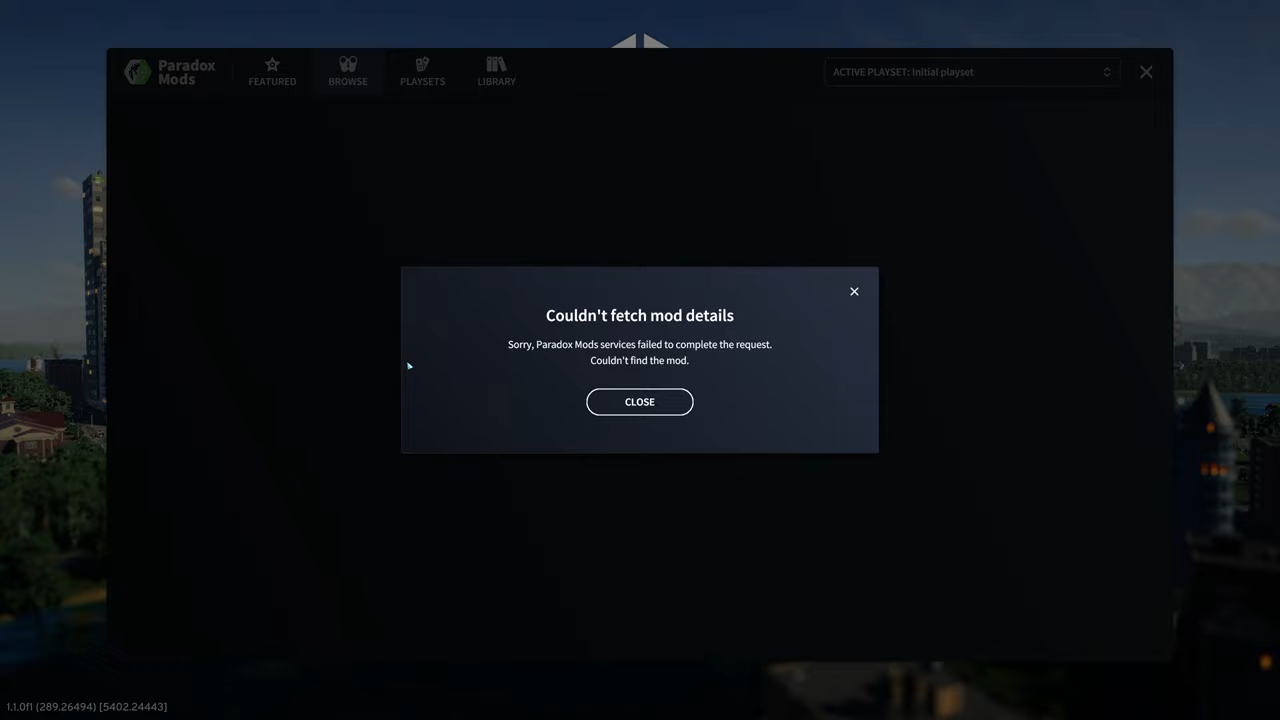 Paradox
Mods
FEATURED
BROWSE
PLAYSETS
LIBRARY
ACTIVE PLAYSET: Initial playset
Couldn't fetch mod details
Sorry, Paradox Mods services failed to complete the request.
Couldn't find the mod.
CLOSE
1.1.0f1 (289.26494) [5402.24443]